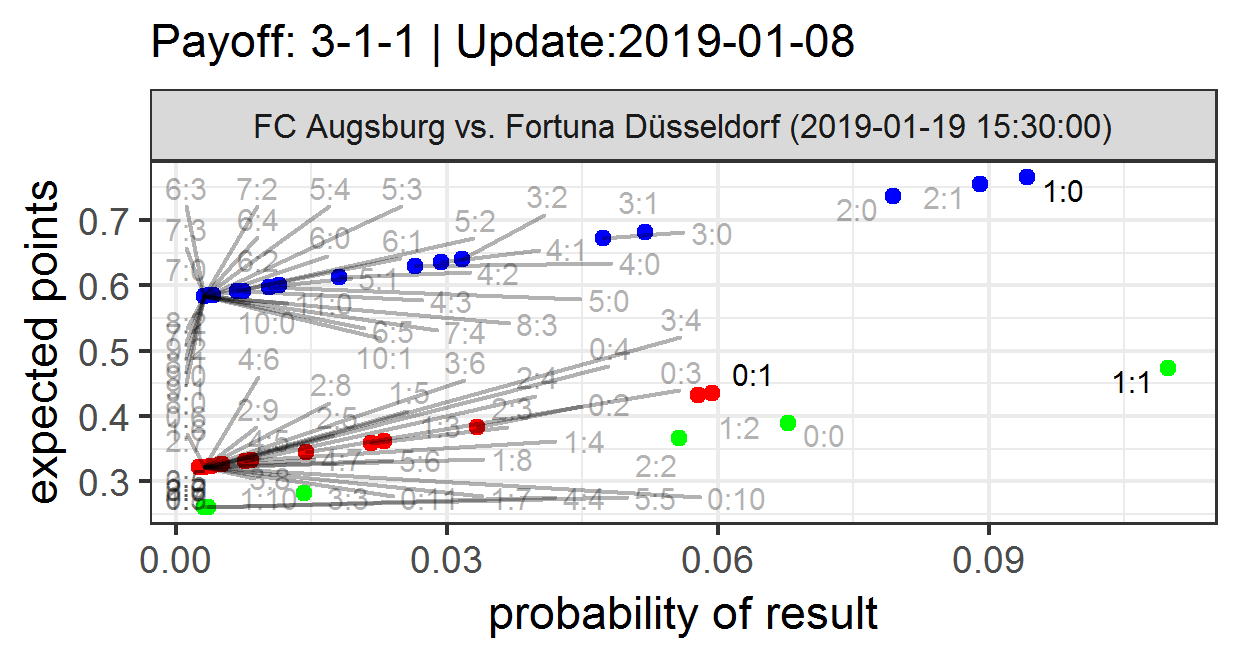 Payoff: 3-1-1 | Update:2019-01-08
FC Augsburg vs. Fortuna Düsseldorf (2019-01-19 15:30:00)
expected points
0.7
0.6
0.5
0.4
0.3
6:3 7:2 5:4 5:3 3:2 3:1 2:0 2:1 1:0
7:3 6:4 6:0 6:1 5:2 4:1 3:0
7:0 6:2 5:1 4:2 4:0
11:0 4:3 5:0
10:0 6:5 7:4 8:3 3:4
4:6 10:1 3:6 0:4
2:8 1:5 2:4 0:3 0:1 1:1
2:9 2:5 1:3 2:3 0:2 1:2 0:0
4:5 4:7 5:6 1:8 1:4 2:2
3:8
1:10 3:3 0:11 1:7 4:4 5:5 0:10
0.00 0.03 0.06 0.09
probability of result